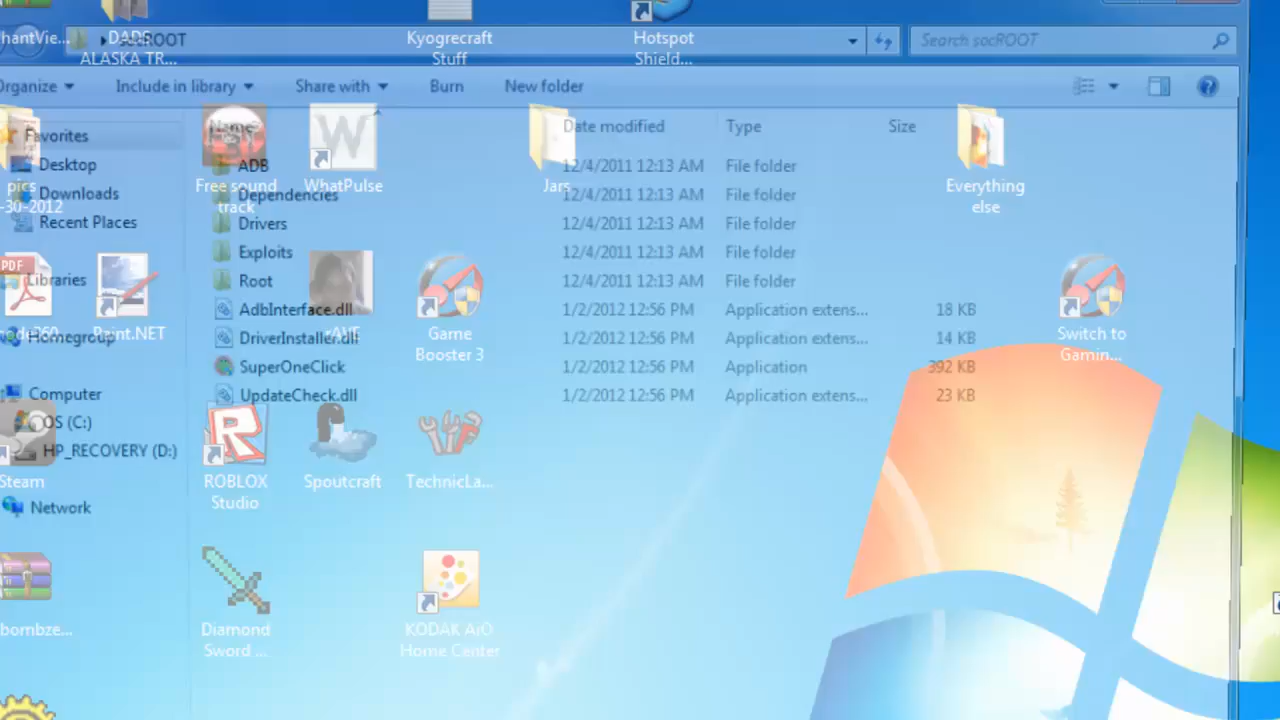 hantVie...
DADS
ALASKA TR...
socROOT
Kyogrecraft
Stuff
Hotspot
Shield...
Search socROOT
Organize
Include in library
Share with
Burn
New folder
Name
Date modified
Type
Size
Favorites
Desktop
Downloads
Recent Places
Libraries
Homegroup
Computer
OS (C:)
HP_RECOVERY (D:)
Network
ADB
12/4/2011 12:13 AM
File folder
Dependencies
12/4/2011 12:13 AM
File folder
Drivers
12/4/2011 12:13 AM
File folder
Exploits
12/4/2011 12:13 AM
File folder
Root
12/4/2011 12:13 AM
File folder
AdbInterface.dll
1/2/2012 12:56 PM
Application extens...
18 KB
DriverInstaller.dll
1/2/2012 12:56 PM
Application extens...
14 KB
SuperOneClick
1/2/2012 12:56 PM
Application
392 KB
UpdateCheck.dll
1/2/2012 12:56 PM
Application extens...
23 KB
pics
-30-2012
Free sound
track
W
WhatPulse
Jars
Everything
else
PDF
Paint.NET
Game
Booster 3
Switch to
Gamin...
Steam
ROBLOX
Studio
Spoutcraft
TechnicLa...
bombze...
Diamond
Sword ...
KODAK AiO
Home Center